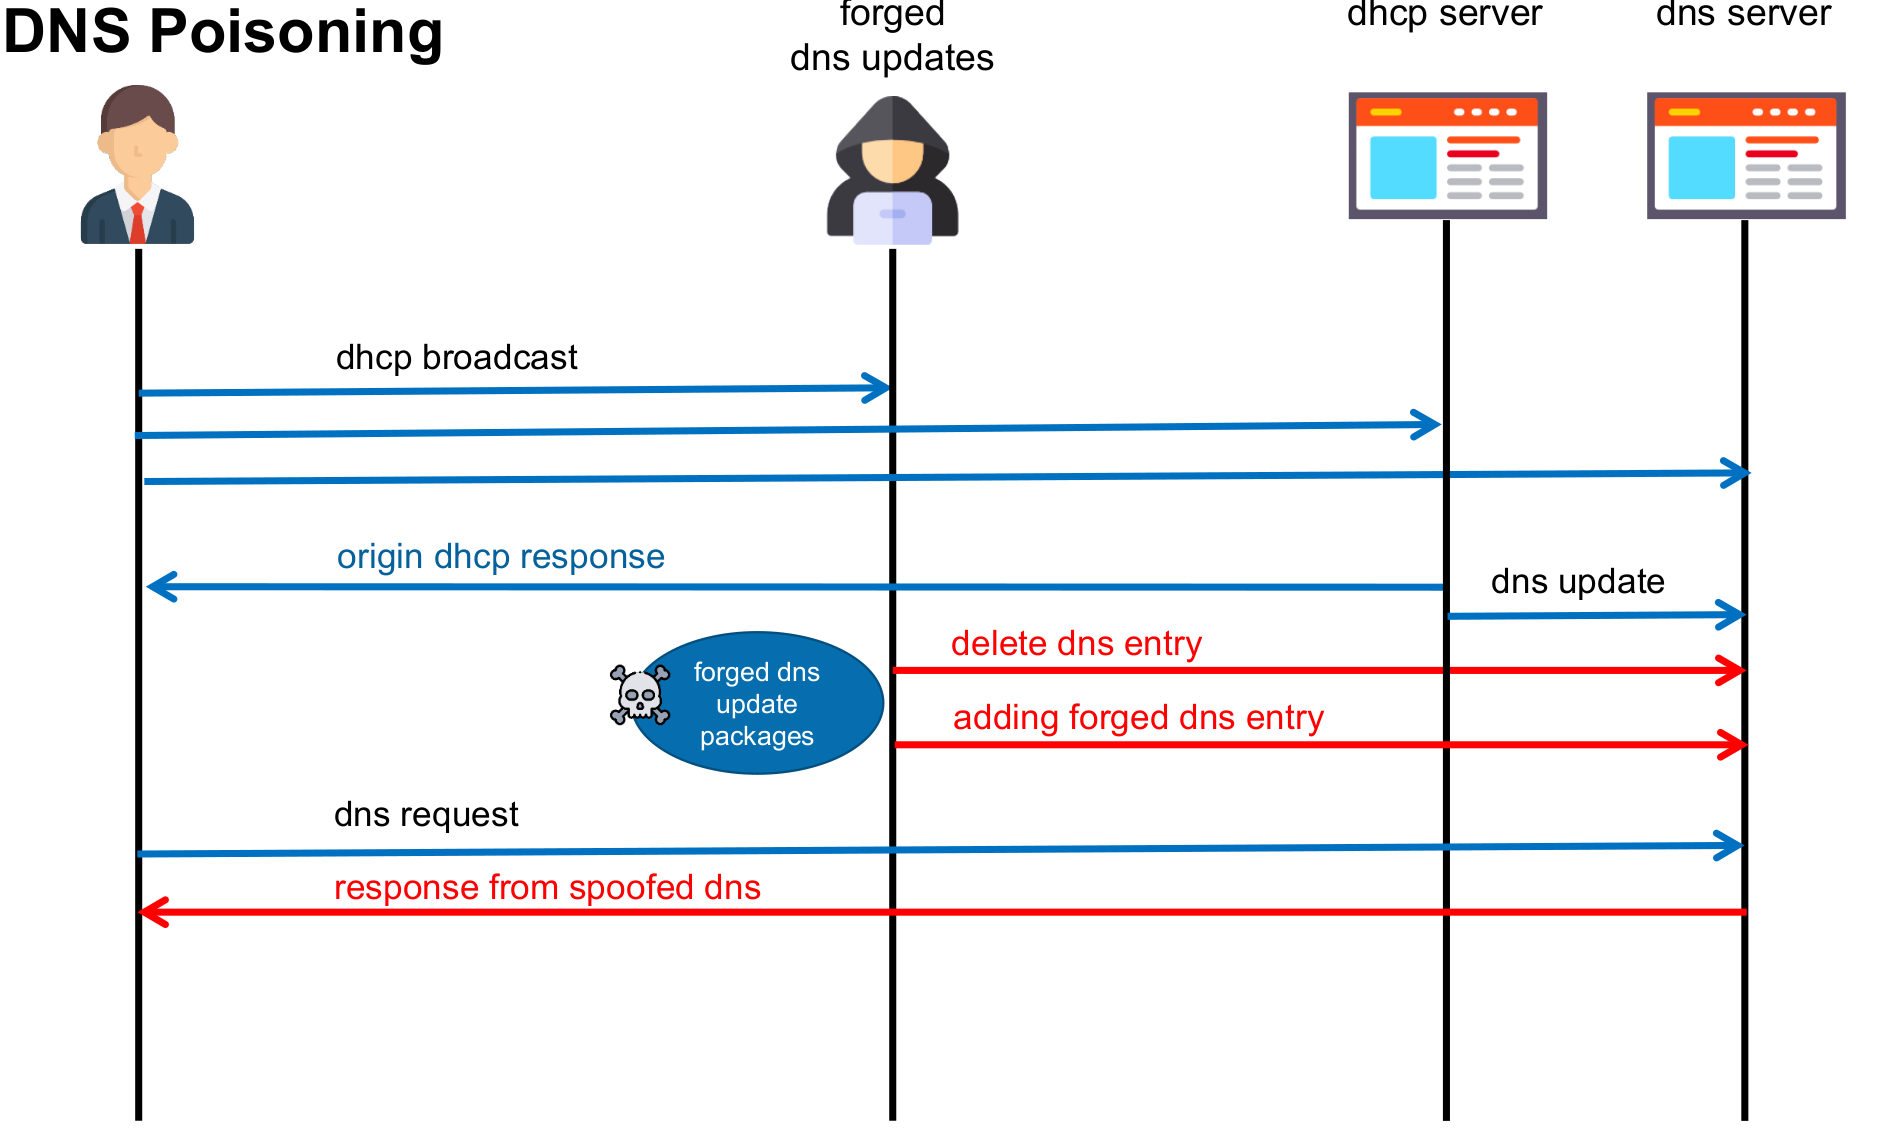 DNS Poisoning
forged
dns updates
dhcp server
dns server
dhcp broadcast
origin dhcp response
dns update
delete dns entry
forged dns
update
packages
adding forged dns entry
dns request
response from spoofed dns